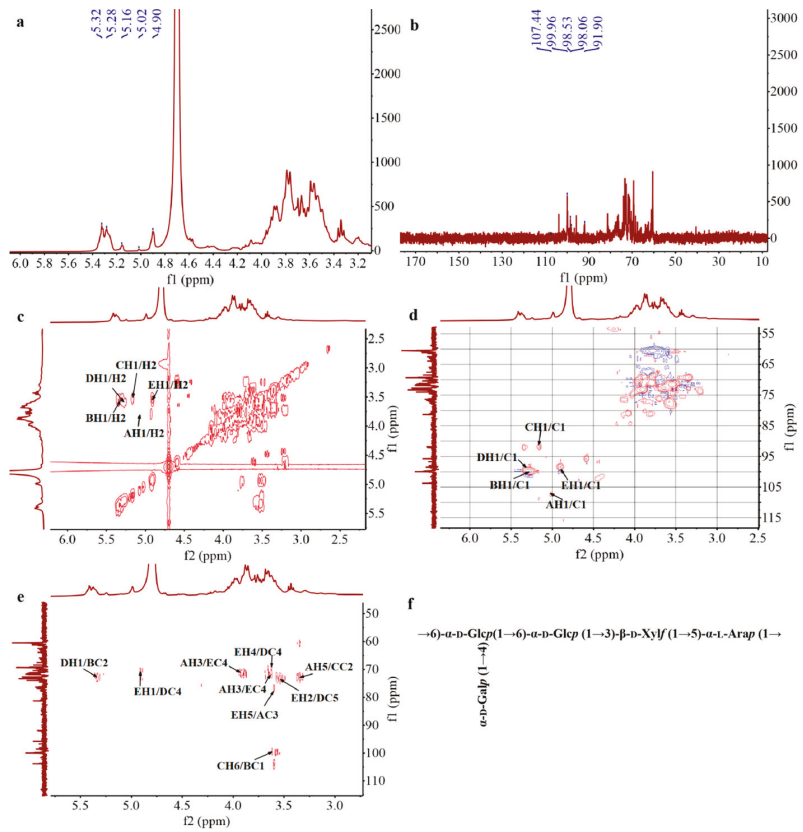 a
5.32
5.28
5.16
5.02
4.90
2500
2000
1500
1000
500
0
6.0 5.8 5.6 5.4 5.2 5.0 4.8 4.6 4.4 4.2 4.0 3.8 3.6 3.4 3.2
f1 (ppm)
b
107.44
99.96
98.53
98.06
91.90
3000
2500
2000
1500
1000
500
0
170 150 130 110 90 70 50 30 10
f1 (ppm)
c
CH1/H2
DH1/H2
EH1/H2
BH1/H2
AH1/H2
3.0
3.5
4.0
4.5
5.0
5.5
f1 (ppm)
6.0 5.5 5.0 4.5 4.0 3.5 3.0 2.5
f2 (ppm)
d
CH1/C1
DH1/C1
BH1/C1
EH1/C1
AH1/C1
55
65
75
85
95
105
115
f1 (ppm)
6.0 5.5 5.0 4.5 4.0 3.5 3.0 2.5
f2 (ppm)
e
EH4/DC4
DH1/BC2
AH3/EC4
AH5/CC2
EH1/DC4
AH3/EC4
EH2/DC5
EH5/AC3
CH6/BC1
50
60
70
80
90
100
110
f1 (ppm)
5.5 5.0 4.5 4.0 3.5 3.0
f2 (ppm)
f
→6)-α-D-Glcp(1→6)-α-D-Glcp (1→3)-β-D-Xylf(1→5)-α-L-Arap (1→
α-D-Galp (1→4)